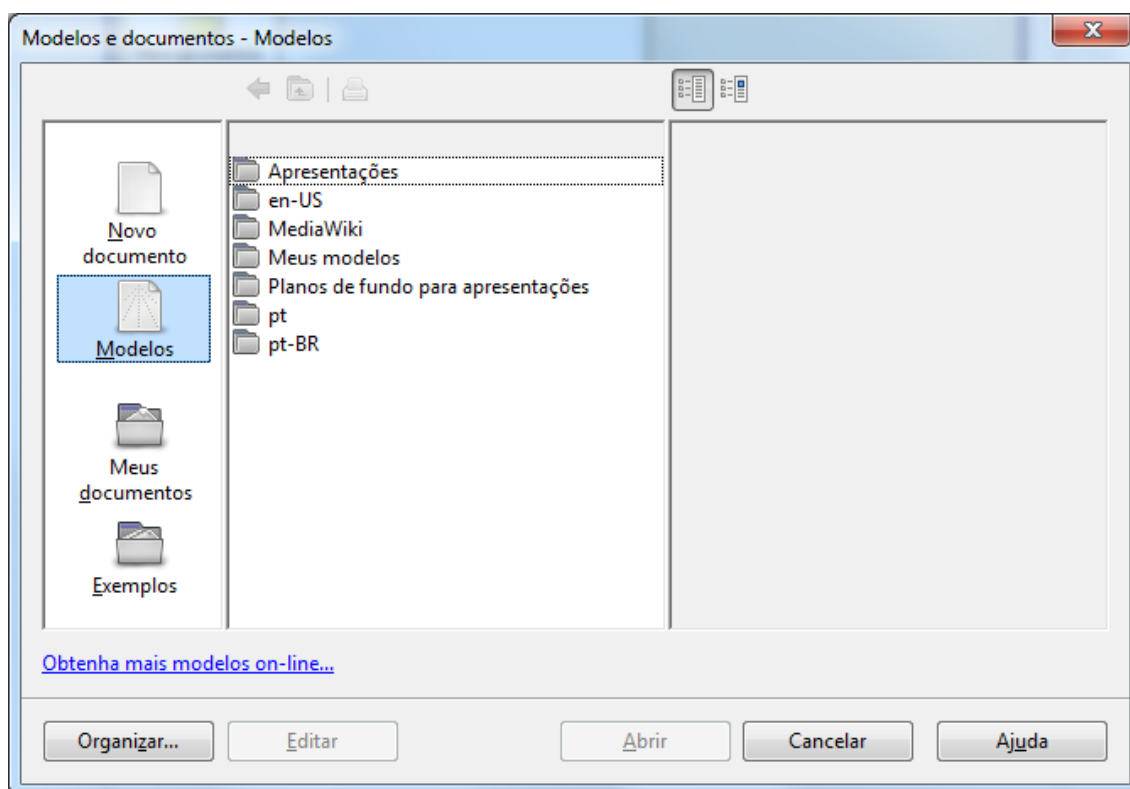 Modelos e documentos - Modelos
Novo
documento
Modelos
Meus
documentos
Exemplos
Apresentações
en-US
MediaWiki
Meus modelos
Planos de fundo para apresentações
pt
pt-BR
Obtenha mais modelos on-line...
Organizar...
Editar
Abrir
Cancelar
Ajuda